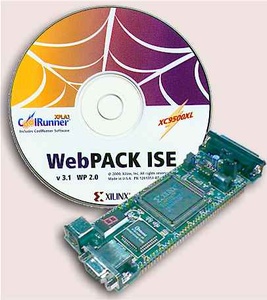 XPLA3
CoolRunner
Includes CoolRunner Software
XC9500XL
WebPACK ISE
v 3.1 WP 2.0
XILINX